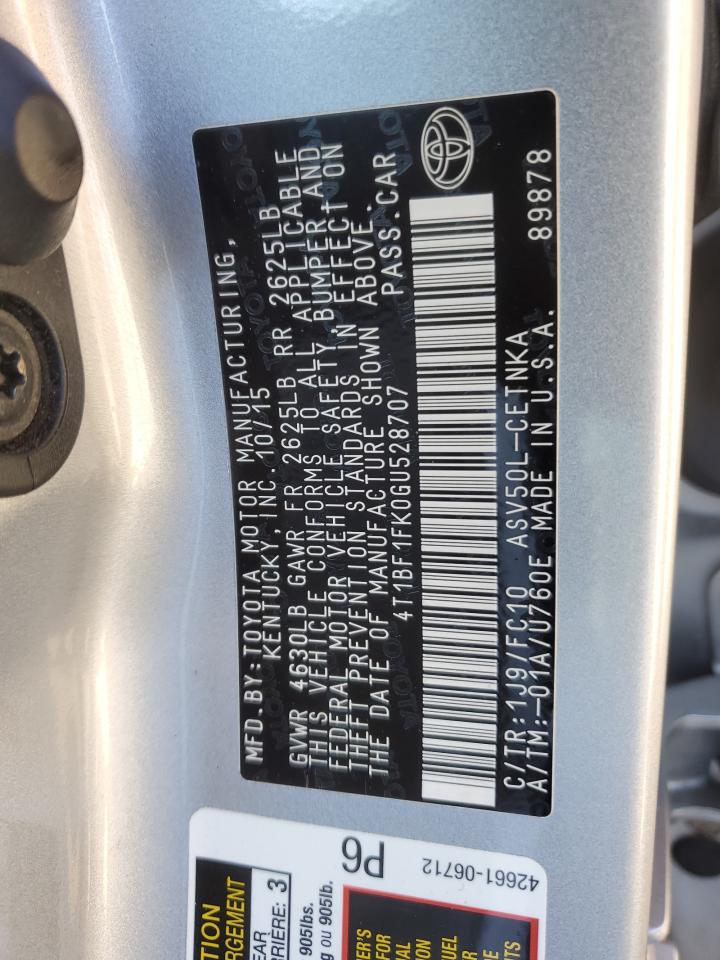 MFD.BY:TOYOTA MOTOR MANUFACTURING,
KENTUCKY, INC. 10/15
GVWR 4630LB GAWR FR 2625LB RR 2625LB
THIS VEHICLE CONFORMS TO ALL APPLICABLE
FEDERAL MOTOR VEHICLE SAFETY, BUMPER AND
THEFT PREVENTION STANDARDS IN EFFECT ON
THE DATE OF MANUFACTURE SHOWN ABOVE.
4T1BF1FK0GU528707 PASS.CAR
C/TR:1J9/FC10 ASV50L-CETNKA
A/TM:-01A/U760E MADE IN U.S.A. 89878
P6
42661-06712
REAR
3
905lbs.
ou 905lb.